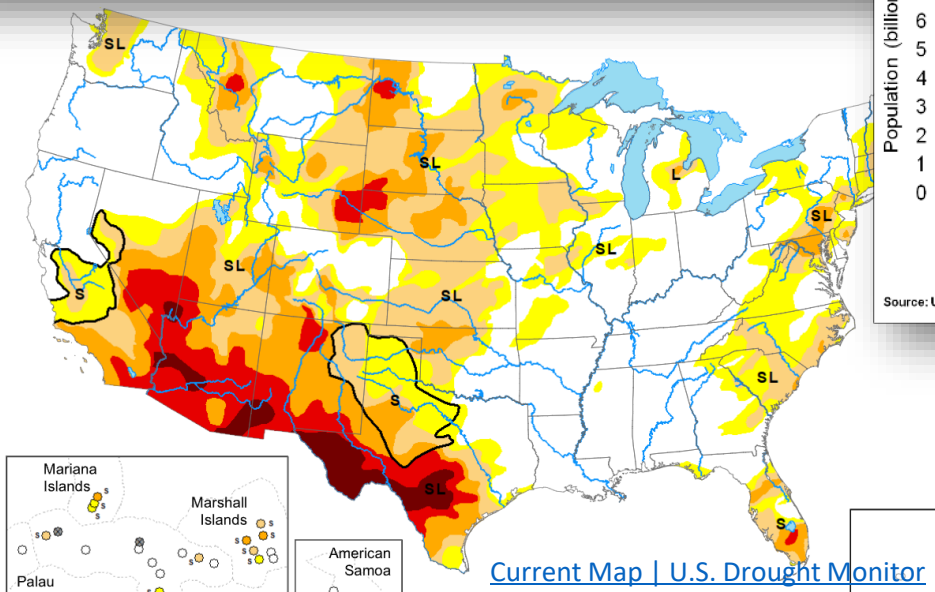 SL
SL
L
SL
SL
SL
SL
S
S
SL
SL
S
Population (billion
6
5
4
3
2
1
0
Source: U
Mariana
Islands
S
S
Marshall
Islands
S
S
S
S
S
S
S
S
Palau
American
Samoa
Current Map | U.S. Drought Monitor